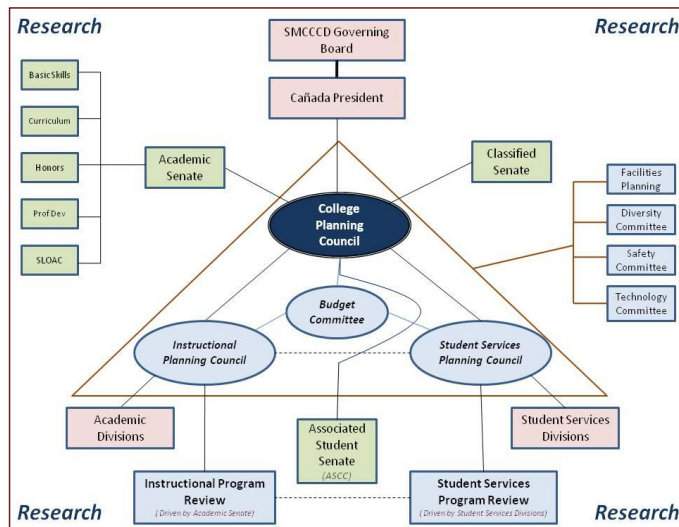 Research
Research
SMCCCD Governing
Board
Cañada President
BasicSkills
Curriculum
Honors
Prof Dev
SLOAC
Academic
Senate
Classified
Senate
College
Planning
Council
Facilities
Planning
Diversity
Committee
Safety
Committee
Technology
Committee
Budget
Committee
Instructional
Planning Council
Student Services
Planning Council
Academic
Divisions
Associated
Student
Senate
(ASCC)
Student Services
Divisions
Instructional Program
Review
( Driven by Academic Senate)
Student Services
Program Review
( Driven by Student Services Divisions)
Research
Research